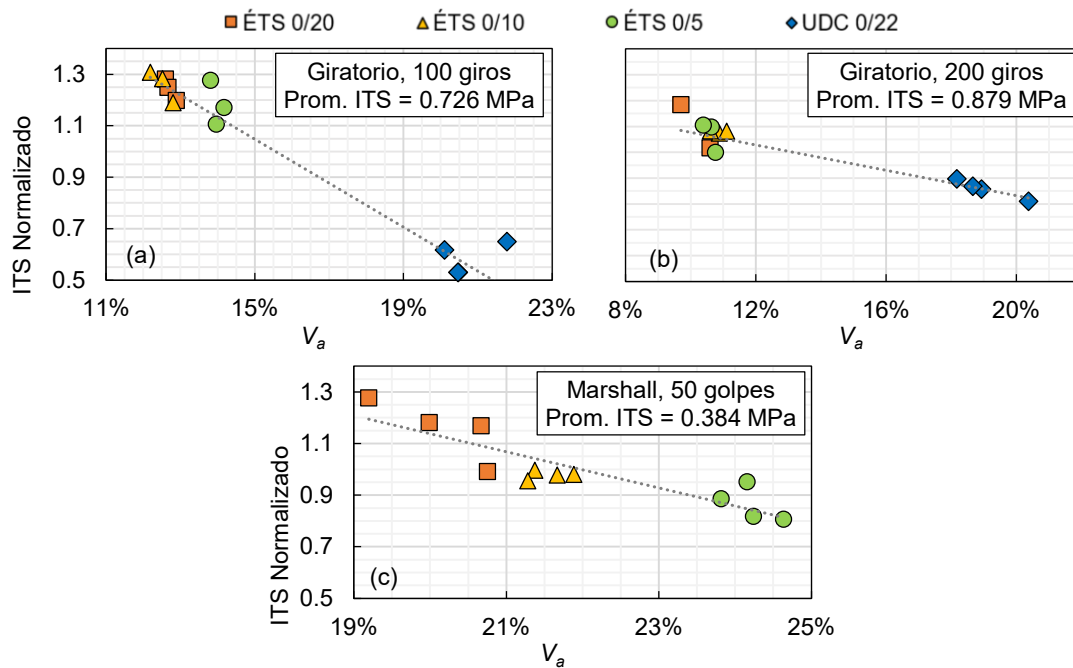 ÉTS 0/20 ÉTS 0/10 ÉTS 0/5 UDC 0/22
Giratorio, 100 giros
Prom. ITS = 0.726 MPa
ITS Normalizado
1.3
1.1
0.9
0.7
0.5
(a)
11% 15% 19% 23%
Va
Giratorio, 200 giros
Prom. ITS = 0.879 MPa
(b)
8% 12% 16% 20%
Va
Marshall, 50 golpes
Prom. ITS = 0.384 MPa
ITS Normalizado
1.3
1.1
0.9
0.7
0.5
(c)
19% 21% 23% 25%
Va